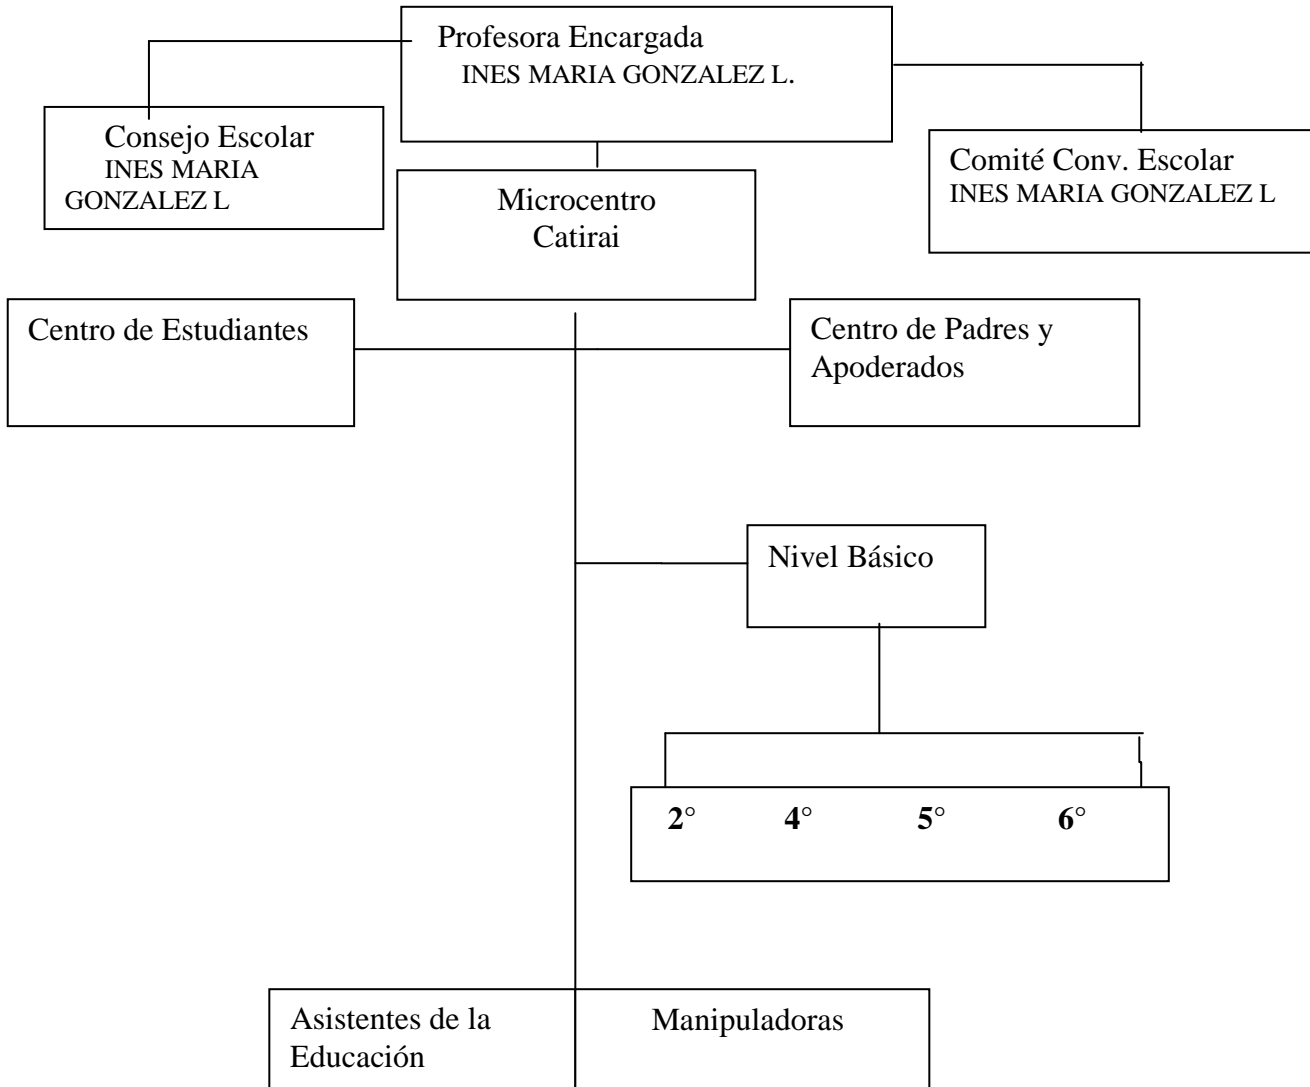 Profesora Encargada
INES MARIA GONZALEZ L.
Consejo Escolar
INES MARIA
GONZALEZ L
Comité Conv. Escolar
INES MARIA GONZALEZ L
Microcentro
Catirai
Centro de Estudiantes
Centro de Padres y
Apoderados
Nivel Básico
2° 4° 5° 6°
Asistentes de la
Educación
Manipuladoras